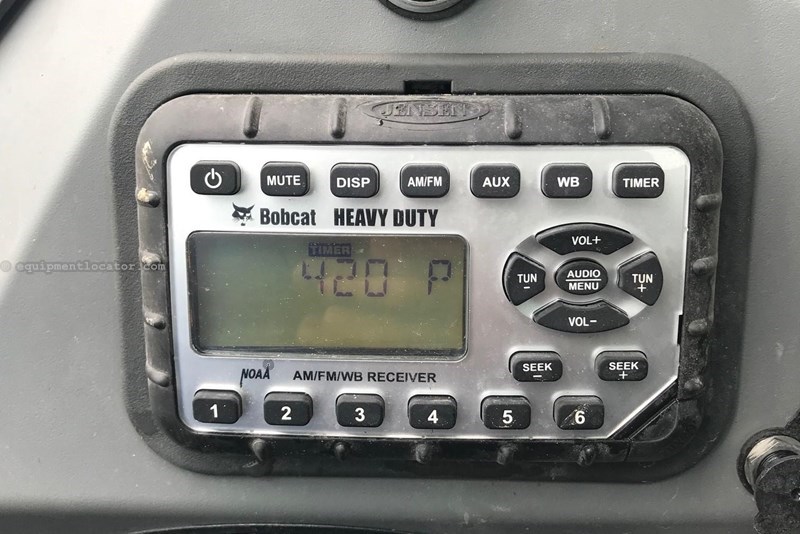 JENSEN
MUTE DISP AM/FM AUX WB TIMER
Bobcat HEAVY DUTY
VOL+
TIMER
420 P
TUN - AUDIO/MENU TUN +
VOL-
SEEK - SEEK +
NOAA AM/FM/WB RECEIVER
1 2 3 4 5 6
© equipmentlocator.com